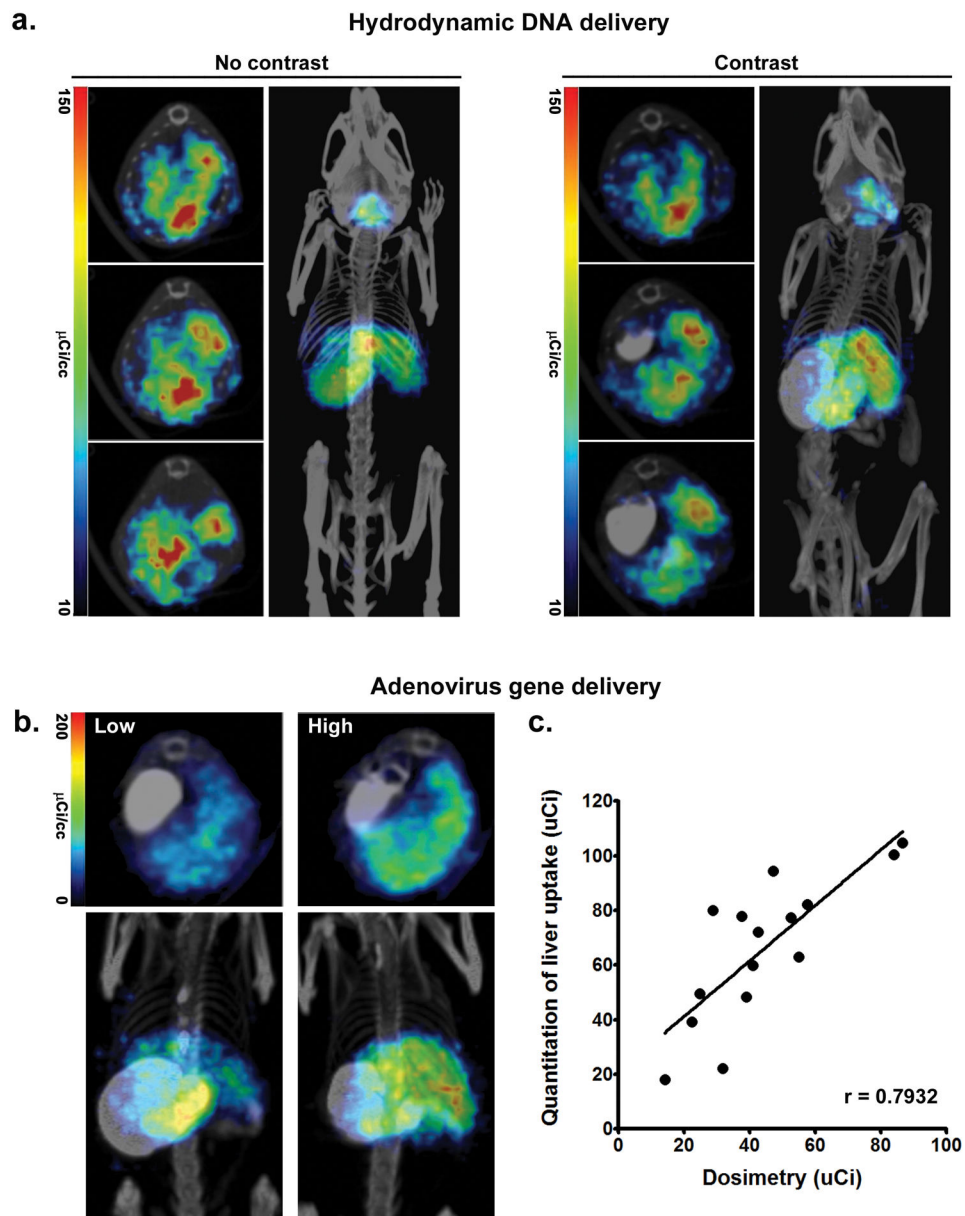 a.
Hydrodynamic DNA delivery
No contrast
Contrast
150
μCi/cc
10
150
μCi/cc
10
Adenovirus gene delivery
b.
200
μCi/cc
0
Low
High
c.
Quantitation of liver uptake (uCi)
120
100
80
60
40
20
0
r = 0.7932
0 20 40 60 80 100
Dosimetry (uCi)